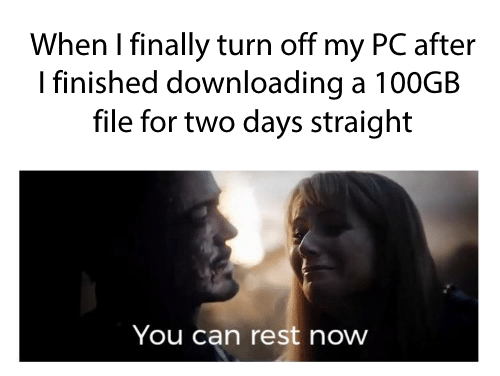 When I finally turn off my PC after
I finished downloading a 100GB
file for two days straight
You can rest now